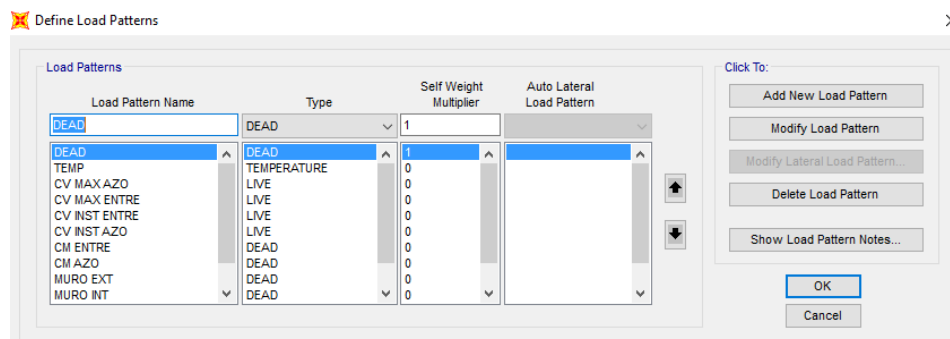 Define Load Patterns
Load Patterns
Click To:
Load Pattern Name Type Self Weight Multiplier Auto Lateral Load Pattern
DEAD DEAD 1
DEAD DEAD 1
TEMP TEMPERATURE 0
CV MAX AZO LIVE 0
CV MAX ENTRE LIVE 0
CV INST ENTRE LIVE 0
CV INST AZO LIVE 0
CM ENTRE DEAD 0
CM AZO DEAD 0
MURO EXT DEAD 0
MURO INT DEAD 0
Add New Load Pattern
Modify Load Pattern
Modify Lateral Load Pattern...
Delete Load Pattern
Show Load Pattern Notes...
OK
Cancel